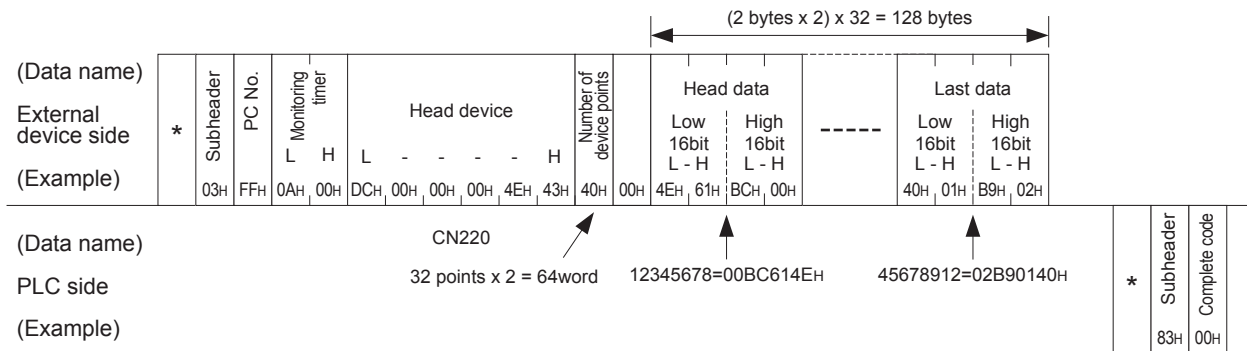 (2 bytes x 2) x 32 = 128 bytes
(Data name)
External
device side
(Example)
*
Subheader
03H
PC No.
FFH
Monitoring
timer
L H
0AH 00H
Head device
L - - - - H
DCH 00H 00H 00H 4EH 43H
Number of
device points
40H
00H
Head data
Low
16bit
L - H
High
16bit
L - H
4EH 61H BCH 00H
-----
Last data
Low
16bit
L - H
High
16bit
L - H
40H 01H B9H 02H
(Data name)
PLC side
(Example)
CN220
32 points x 2 = 64word
12345678=00BC614EH
45678912=02B90140H
*
Subheader
83H
Complete code
00H